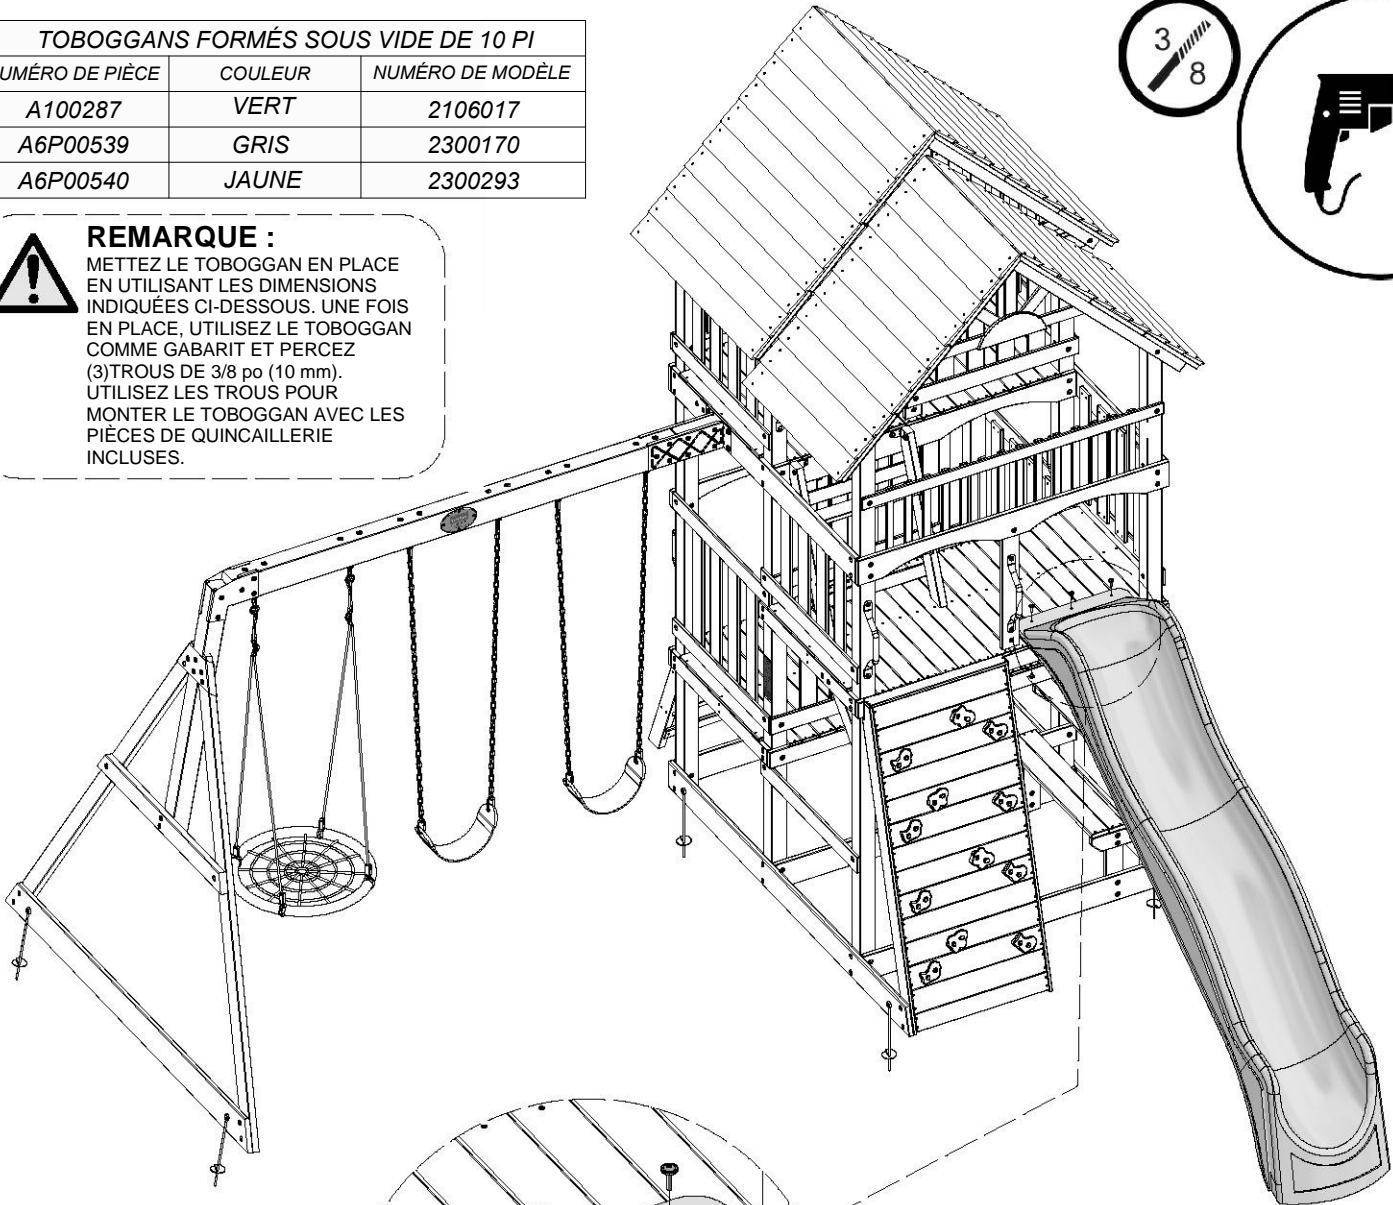 TOBOGGANS FORMÉS SOUS VIDE DE 10 PI
UMÉRO DE PIÈCE COULEUR NUMÉRO DE MODÈLE
A100287 VERT 2106017
A6P00539 GRIS 2300170
A6P00540 JAUNE 2300293
3
8
REMARQUE :
METTEZ LE TOBOGGAN EN PLACE
EN UTILISANT LES DIMENSIONS
INDIQUÉES CI-DESSOUS. UNE FOIS
EN PLACE, UTILISEZ LE TOBOGGAN
COMME GABARIT ET PERCEZ
(3)TROUS DE 3/8 po (10 mm).
UTILISEZ LES TROUS POUR
MONTER LE TOBOGGAN AVEC LES
PIÈCES DE QUINCAILLERIE
INCLUSES.